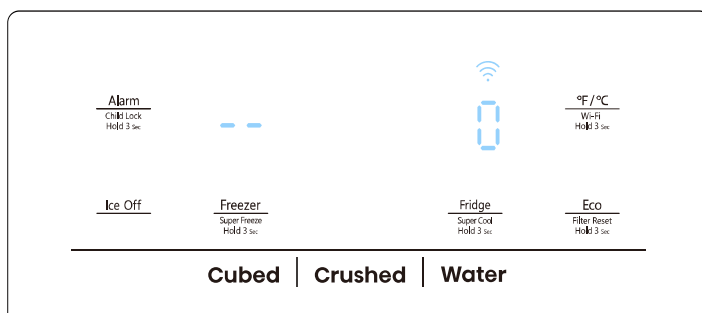 Alarm
Child Lock
Hold 3 Sec
-- 0
°F/°C
Wi-Fi
Hold 3 Sec
Ice Off
Freezer
Super Freeze
Hold 3 Sec
Fridge
Super Cool
Hold 3 Sec
Eco
Filter Reset
Hold 3 Sec
Cubed | Crushed | Water